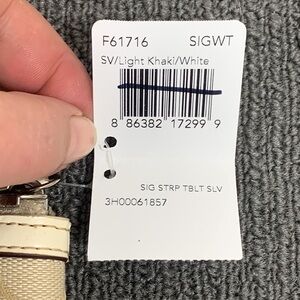 F61716 SIGWT
SV/Light Khaki/White
8 86382 17299 9
SIG STRP TBLT SLV
3H00061857